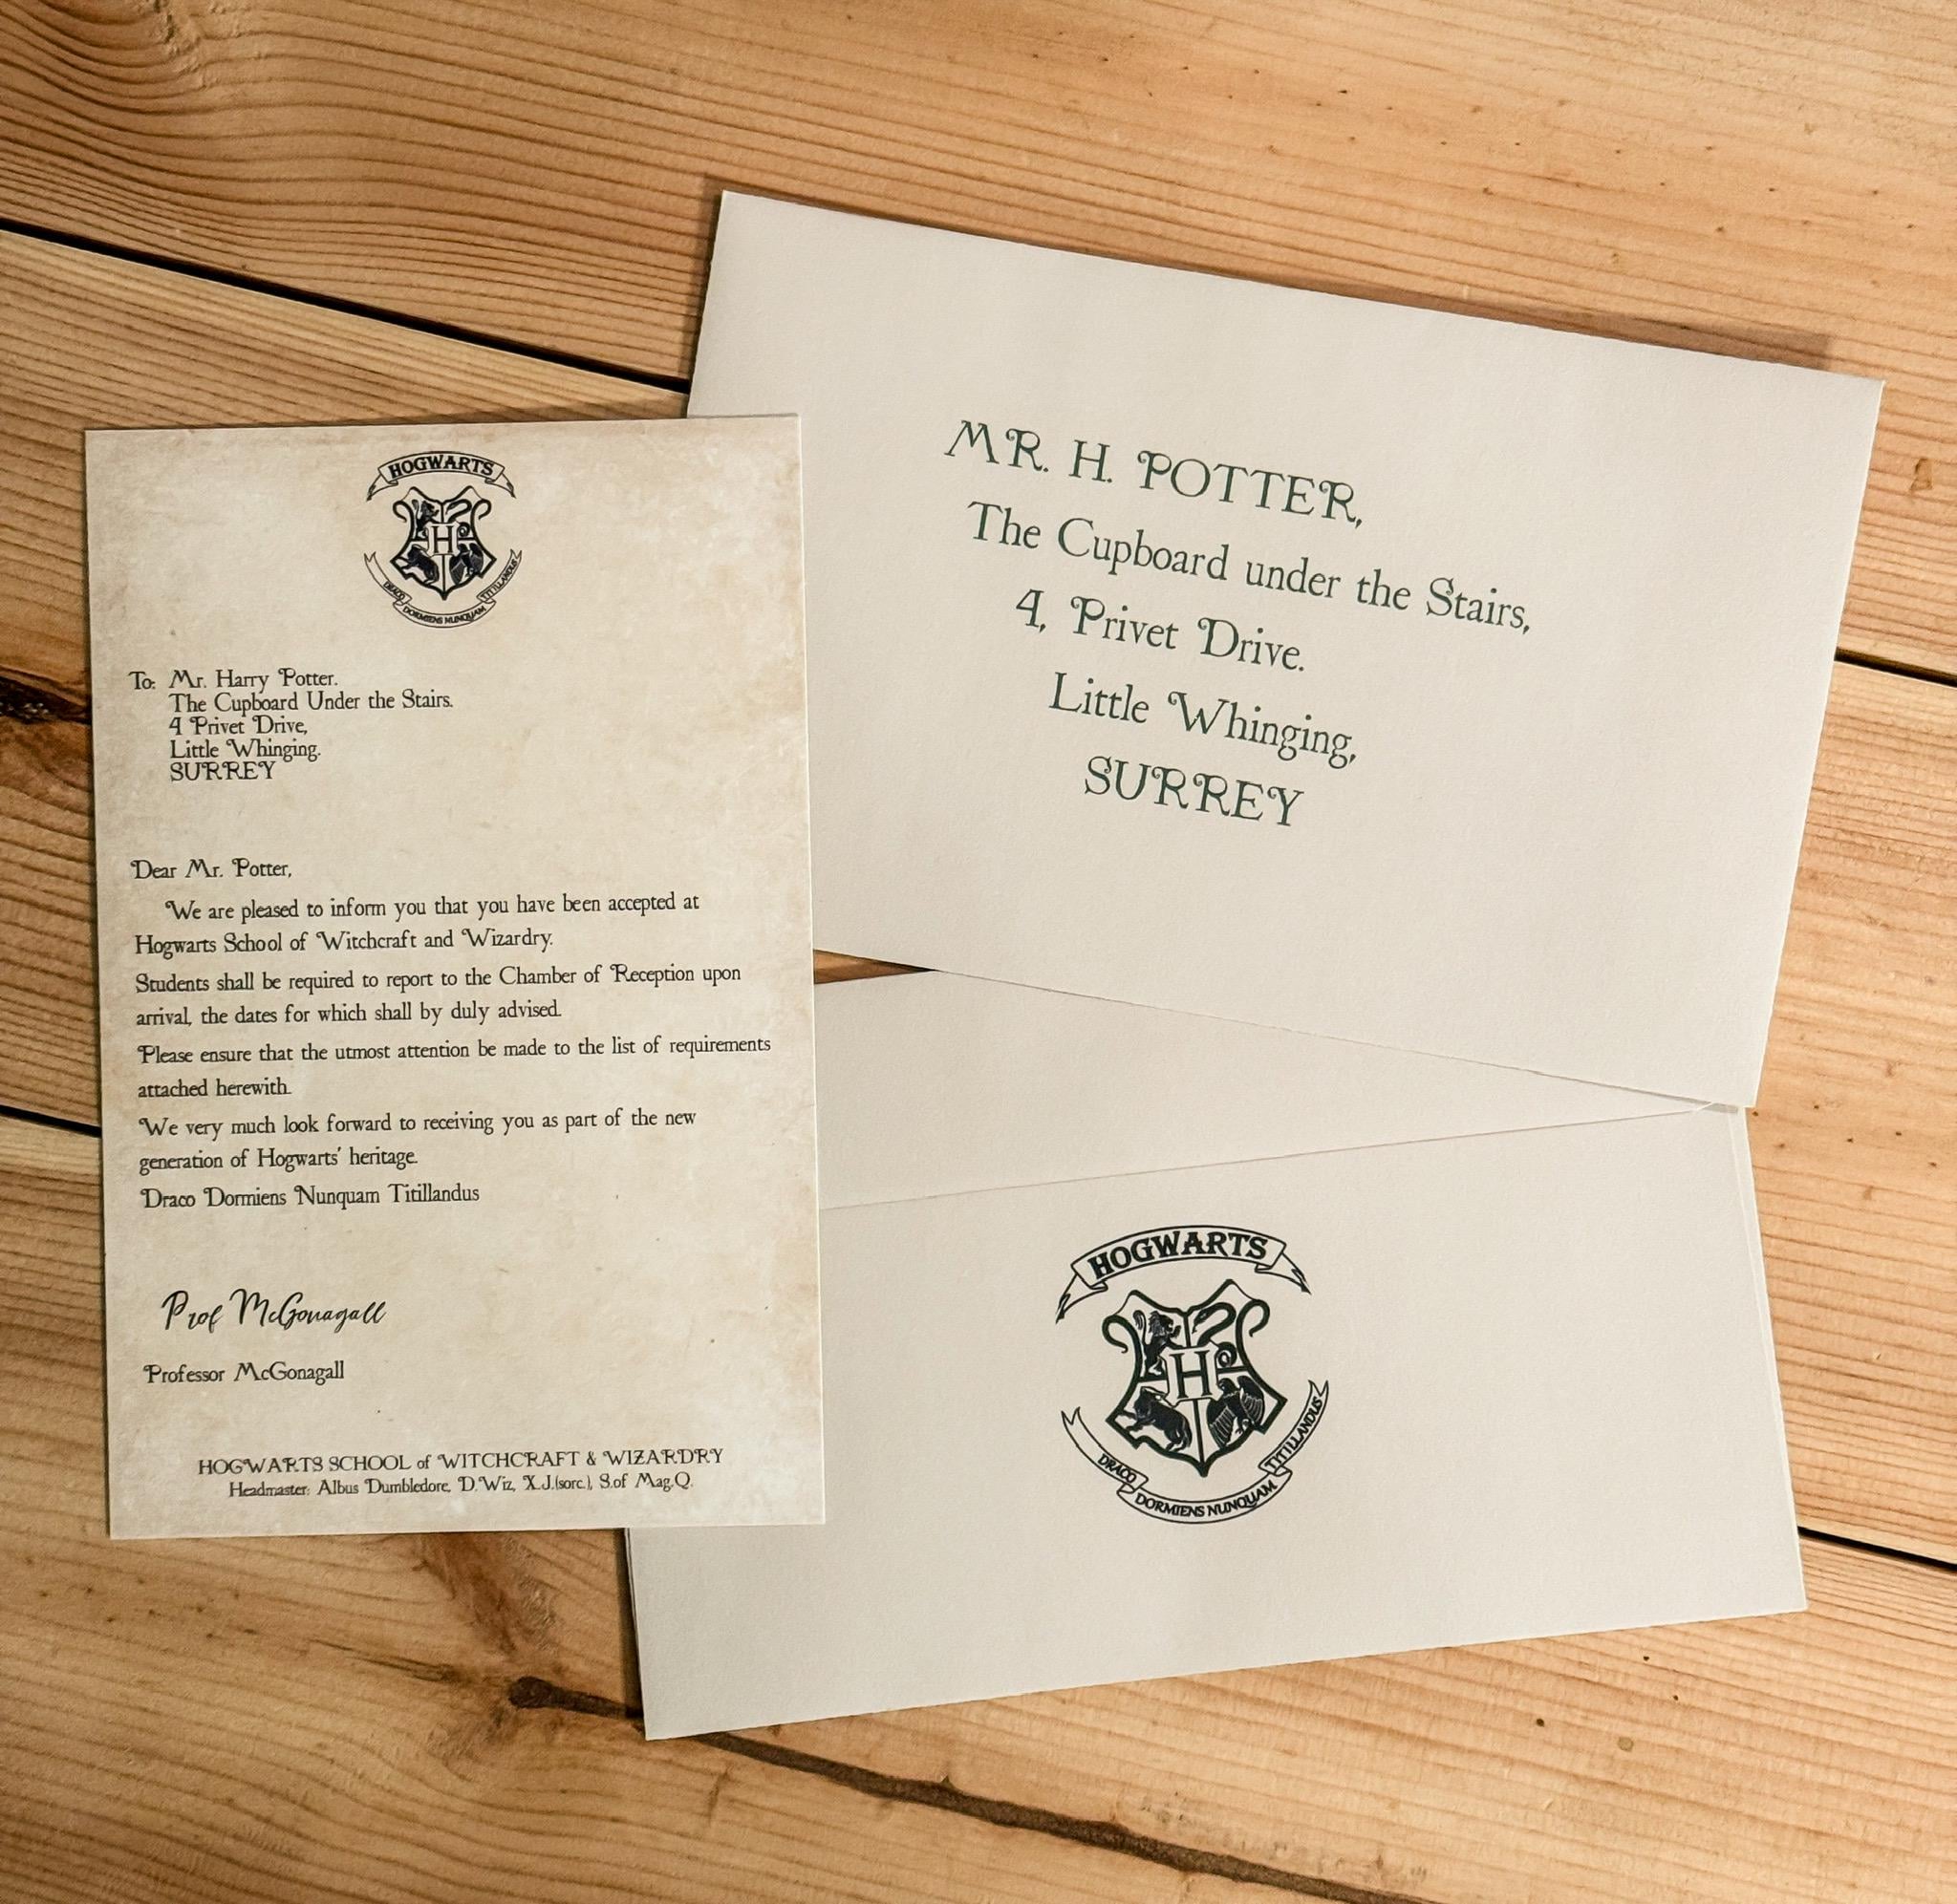 HOGWARTS
H
DRACO DORMIENS NUNQUAM TITILLANDUS
To: Mr. Harry Potter.
The Cupboard Under the Stairs.
4 Privet Drive,
Little Whinging.
SURREY
Dear Mr. Potter,
We are pleased to inform you that you have been accepted at
Hogwarts School of Witchcraft and Wizardry.
Students shall be required to report to the Chamber of Reception upon
arrival, the dates for which shall by duly advised.
Please ensure that the utmost attention be made to the list of requirements
attached herewith.
We very much look forward to receiving you as part of the new
generation of Hogwarts' heritage.
Draco Dormiens Nunquam Titillandus
Prof McGonagall
Professor McGonagall
HOGWARTS SCHOOL of WITCHCRAFT & WIZARDRY
Headmaster: Albus Dumbledore, D.Wiz, X.J.(sorc.), S.of Mag.Q.
MR. H. POTTER,
The Cupboard under the Stairs,
4, Privet Drive.
Little Whinging,
SURREY
HOGWARTS
H
DRACO DORMIENS NUNQUAM TITILLANDUS